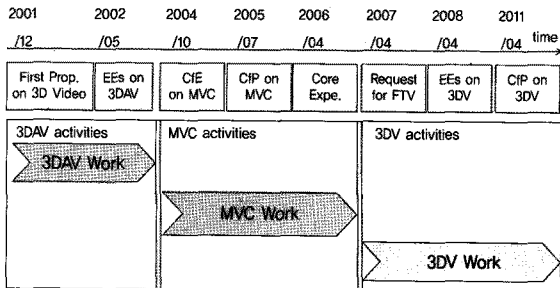 2001 2002 2004 2005 2006 2007 2008 2011
/12 /05 /10 /07 /04 /04 /04 /04 time
First Prop. on 3D Video
EEs on 3DAV
CfE on MVC
CfP on MVC
Core Expe.
Request for FTV
EEs on 3DV
CfP on 3DV
3DAV activities MVC activities 3DV activities
3DAV Work
MVC Work
3DV Work